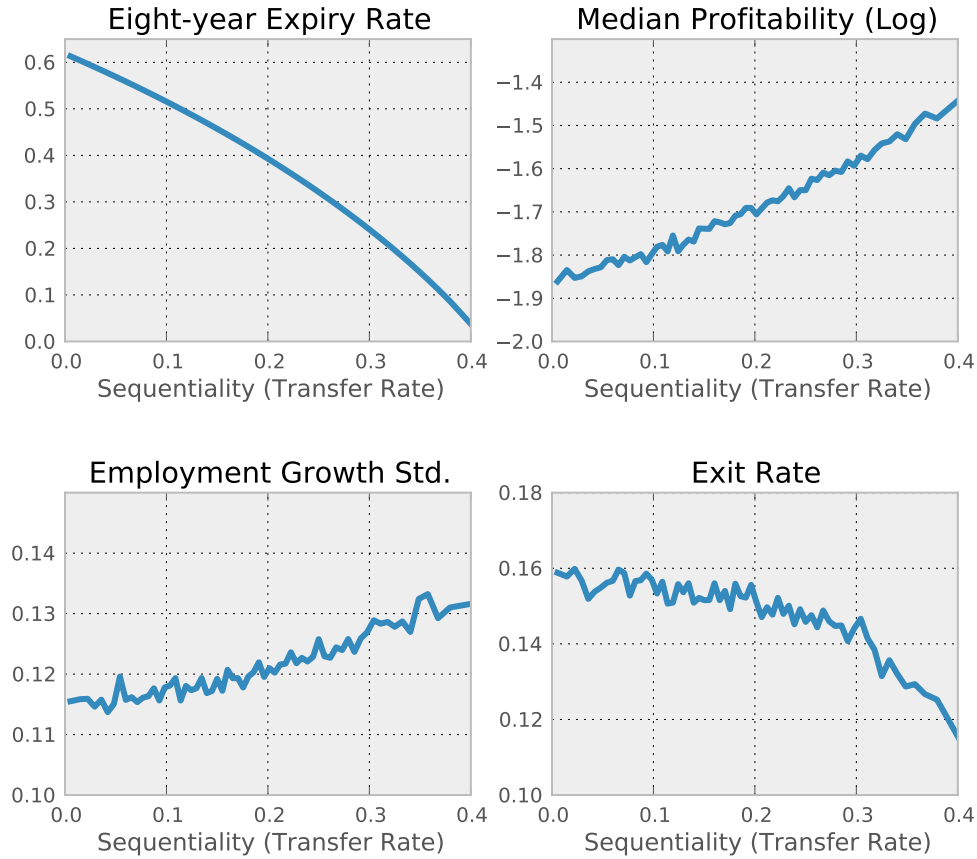 Eight-year Expiry Rate
0.6
0.5
0.4
0.3
0.2
0.1
0.0
0.0 0.1 0.2 0.3 0.4
Sequentiality (Transfer Rate)
Median Profitability (Log)
−1.4
−1.5
−1.6
−1.7
−1.8
−1.9
−2.0
0.0 0.1 0.2 0.3 0.4
Sequentiality (Transfer Rate)
Employment Growth Std.
0.14
0.13
0.12
0.11
0.10
0.0 0.1 0.2 0.3 0.4
Sequentiality (Transfer Rate)
Exit Rate
0.18
0.16
0.14
0.12
0.10
0.0 0.1 0.2 0.3 0.4
Sequentiality (Transfer Rate)